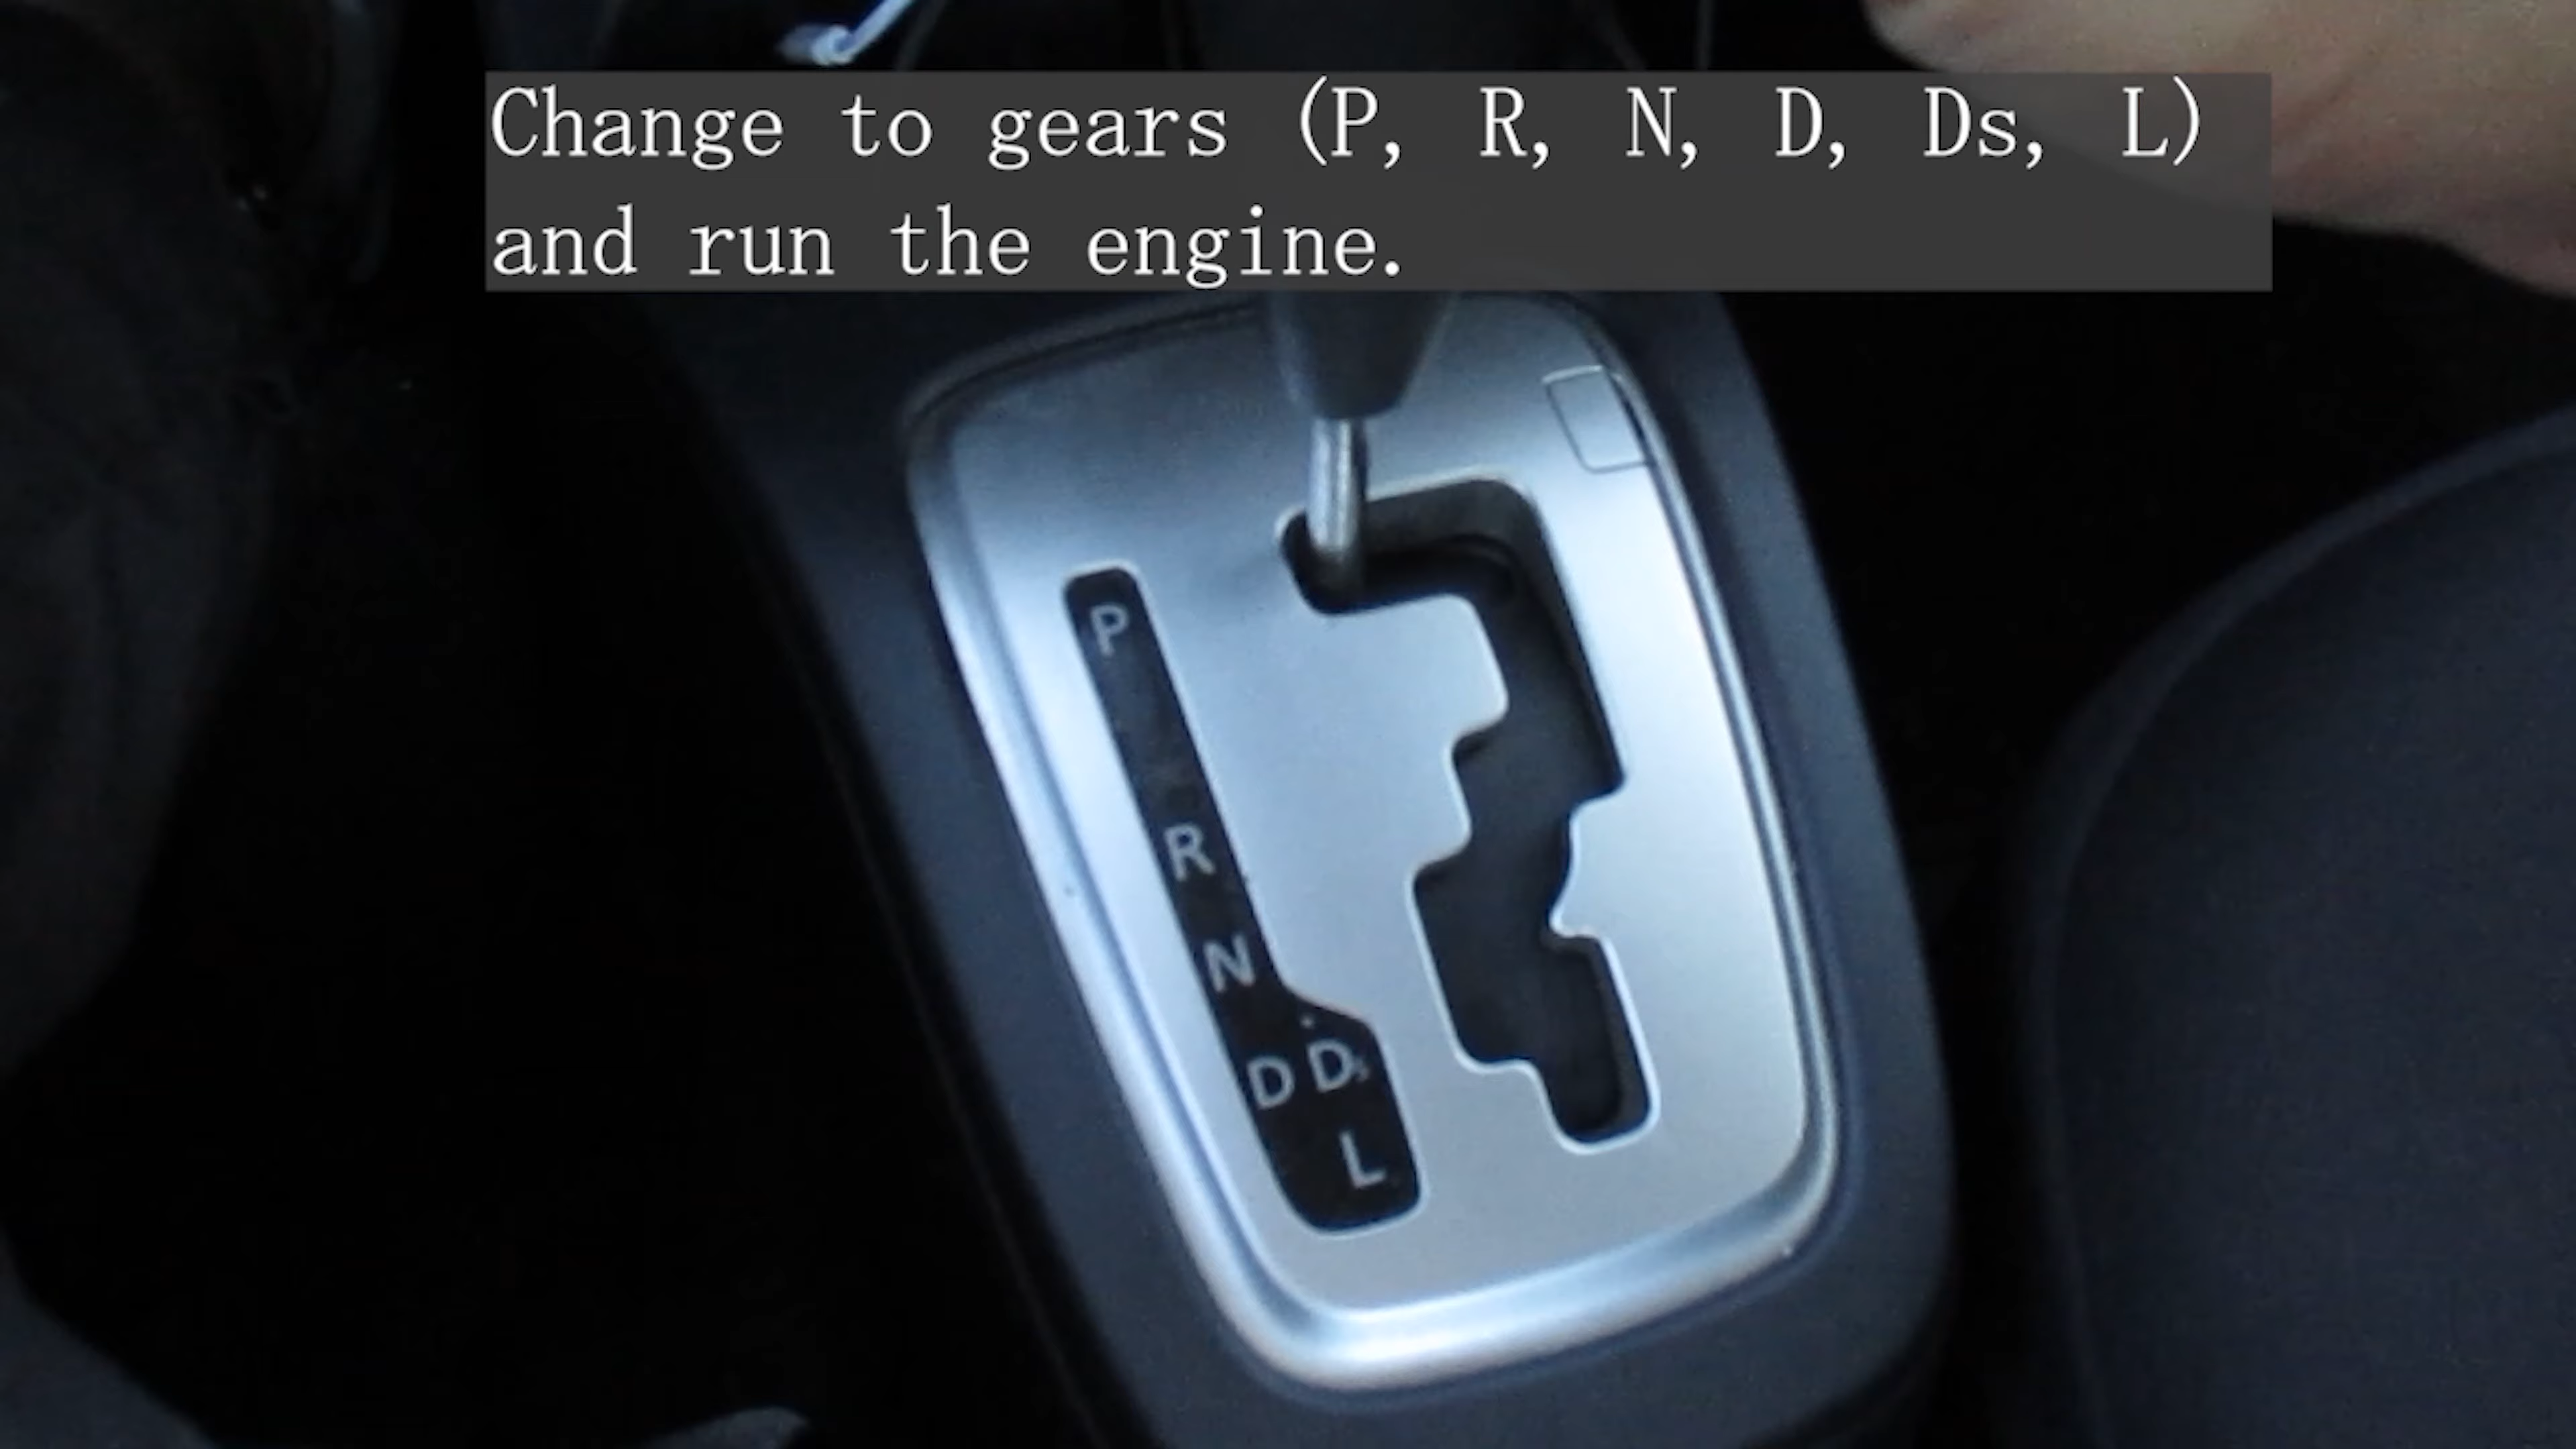 Change to gears (P, R, N, D, Ds, L)
and run the engine.
P
R
N
D Ds
L